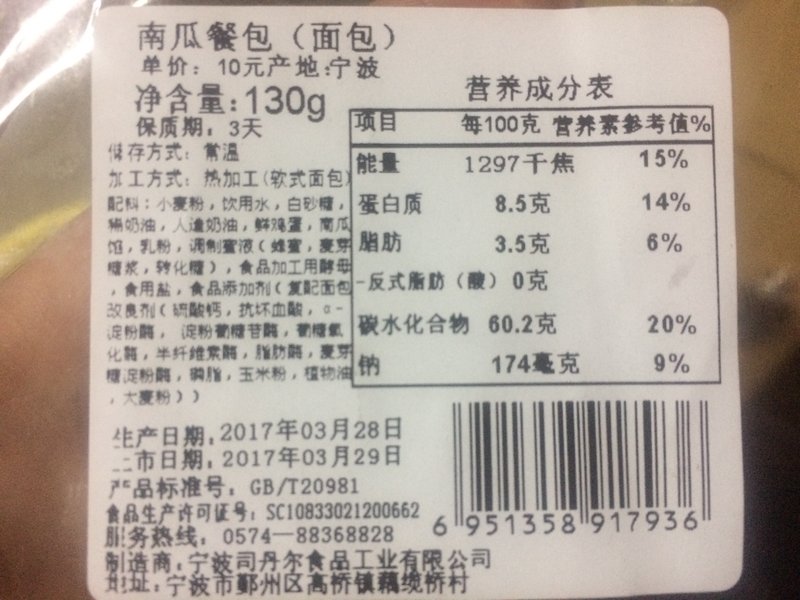 南瓜餐包（面包）
单价：10元产地:宁波
净含量:130g
保质期：3天
储存方式：常温
加工方式：热加工(软式面包)
配料：小麦粉，饮用水，白砂糖，
稀奶油，人造奶油，鲜鸡蛋，南瓜
馅，乳粉，调制蜜液（蜂蜜，麦芽
糖浆，转化糖），食品加工用酵母
，食用盐，食品添加剂（复配面包
改良剂（硫酸钙，抗坏血酸，α-
淀粉酶，淀粉葡糖苷酶，葡糖氧
化酶，半纤维素酶，脂肪酶，麦芽
糖淀粉酶，磷脂，玉米粉，植物油
，大麦粉））
营养成分表
项目 每100克 营养素参考值%
能量 1297千焦 15%
蛋白质 8.5克 14%
脂肪 3.5克 6%
-反式脂肪（酸）0克
碳水化合物 60.2克 20%
钠 174毫克 9%
生产日期：2017年03月28日
上市日期：2017年03月29日
产品标准号：GB/T20981
食品生产许可证号：SC10833021200662
服务热线：0574—88368828
制造商：宁波司丹尔食品工业有限公司
地址：宁波市鄞州区高桥镇藕缆桥村
6 951358 917936